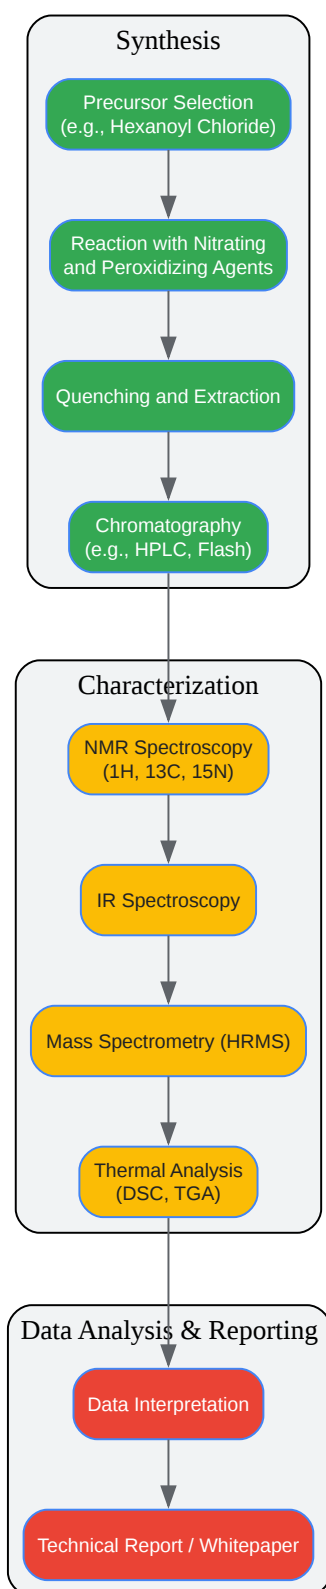 Synthesis
Precursor Selection
(e.g., Hexanoyl Chloride)
Reaction with Nitrating
and Peroxidizing Agents
Quenching and Extraction
Chromatography
(e.g., HPLC, Flash)
Characterization
NMR Spectroscopy
(1H, 13C, 15N)
IR Spectroscopy
Mass Spectrometry (HRMS)
Thermal Analysis
(DSC, TGA)
Data Analysis & Reporting
Data Interpretation
Technical Report / Whitepaper